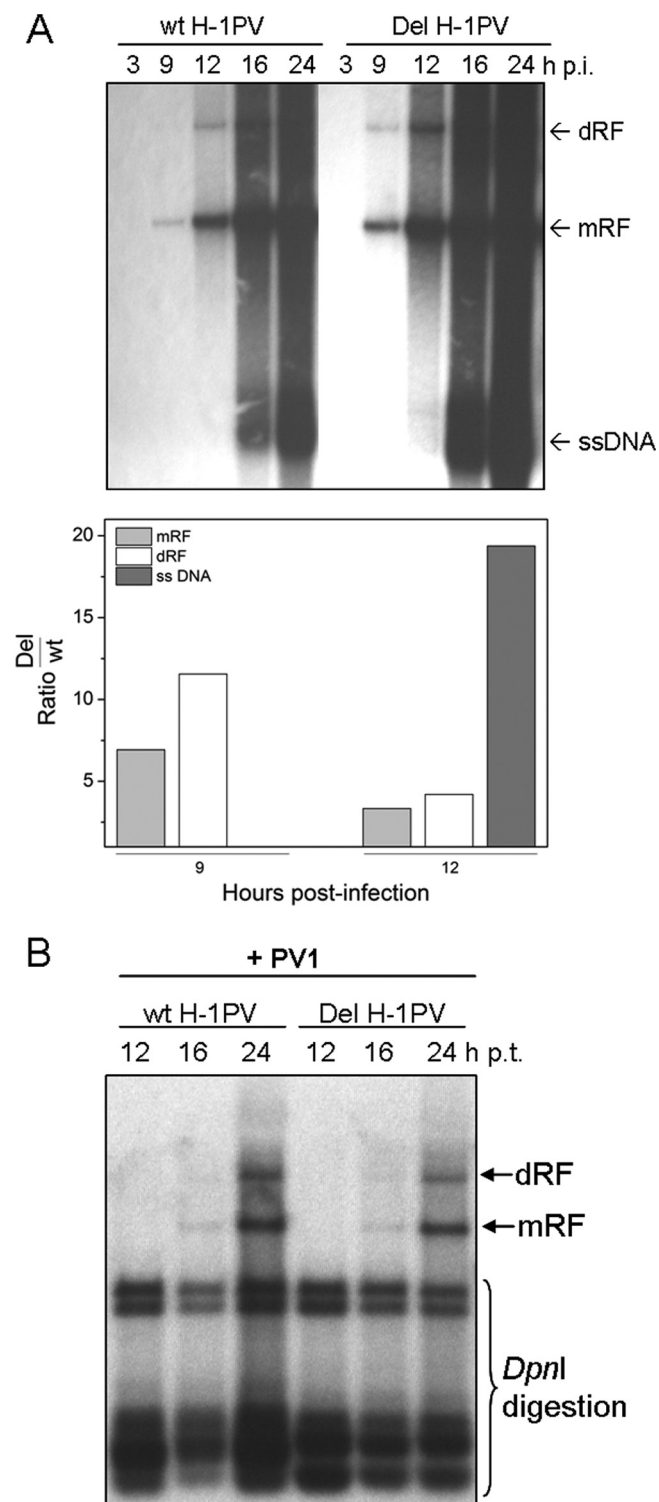 A
wt H-1PV Del H-1PV
3 9 12 16 24 3 9 12 16 24 h p.i.
← dRF
← mRF
← ssDNA
20
15
10
5
Ratio Del/wt
mRF
dRF
ss DNA
9 12
Hours post-infection
B
+ PV1
wt H-1PV Del H-1PV
12 16 24 12 16 24 h p.t.
←dRF
←mRF
DpnI
digestion